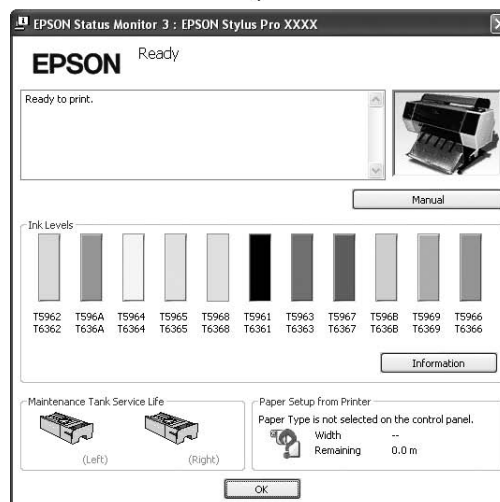 EPSON Status Monitor 3 : EPSON Stylus Pro XXXX
EPSON
Ready
Ready to print.
Manual
Ink Levels
T5962 T596A T5964 T5965 T5968 T5961 T5963 T5967 T596B T5969 T5966
T6362 T636A T6364 T6365 T6368 T6361 T6363 T6367 T636B T6369 T6366
Information
Maintenance Tank Service Life
(Left) (Right)
Paper Setup from Printer
Paper Type is not selected on the control panel.
Width --
Remaining 0.0 m
OK